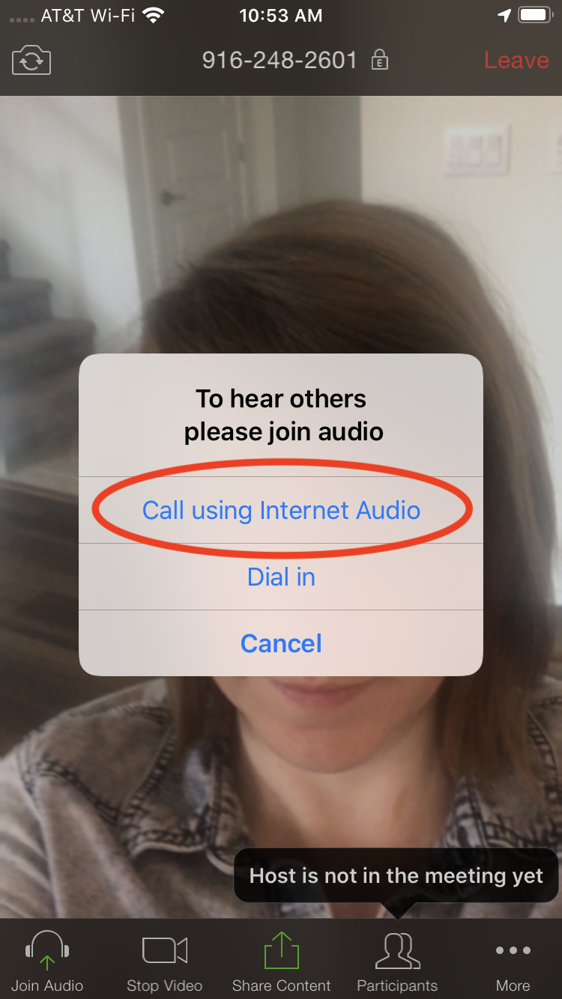 AT&T Wi-Fi 10:53 AM
916-248-2601 E Leave
To hear others
please join audio
Call using Internet Audio
Dial in
Cancel
Host is not in the meeting yet
Join Audio Stop Video Share Content Participants More